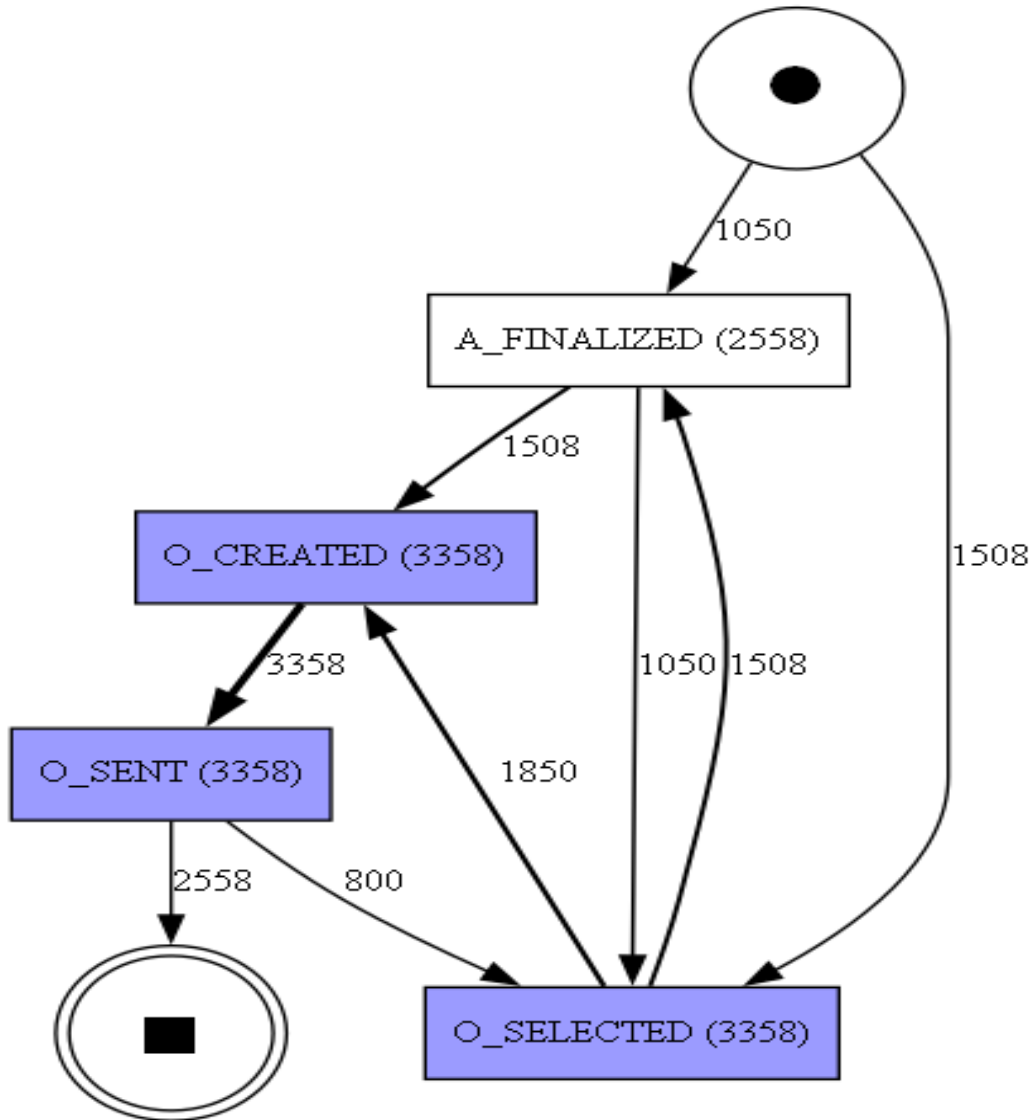 1050
A_FINALIZED (2558)
1508
O_CREATED (3358)
1508
3358
1050
1508
O_SENT (3358)
1850
2558
800
O_SELECTED (3358)